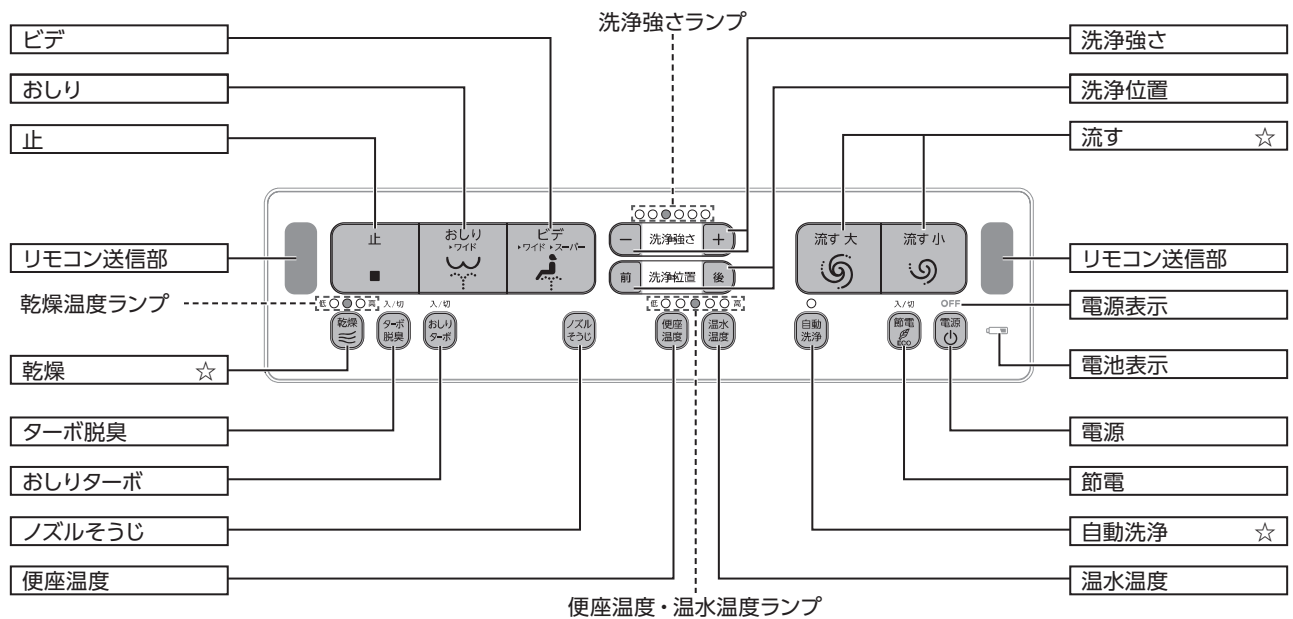 洗浄強さランプ
ビデ
おしり
止
リモコン送信部
乾燥温度ランプ
乾燥 ☆
ターボ脱臭
おしりターボ
ノズルそうじ
便座温度
止
おしり
▸ワイド
ビデ
▸ワイド ▸スーパー
− 洗浄強さ +
前 洗浄位置 後
流す 大
流す 小
低 高
入/切
入/切
低 高
入/切
OFF
乾燥
ターボ
脱臭
おしり
ターボ
ノズル
そうじ
便座
温度
温水
温度
自動
洗浄
節電
ECO
電源
洗浄強さ
洗浄位置
流す ☆
リモコン送信部
電源表示
電池表示
電源
節電
自動洗浄 ☆
温水温度
便座温度・温水温度ランプ